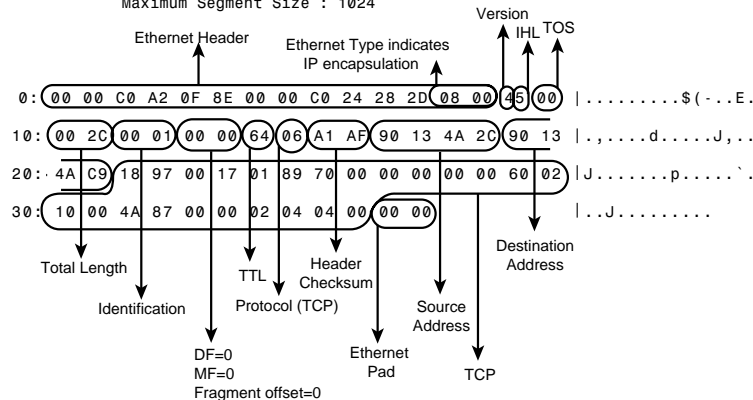 Maximum Segment Size : 1024
Version
IHL TOS
Ethernet Header
Ethernet Type indicates
IP encapsulation
0: 00 00 C0 A2 0F 8E 00 00 C0 24 28 2D 08 00 45 00 |.........$(-..E.
10: 00 2C 00 01 00 00 64 06 A1 AF 90 13 4A 2C 90 13 |.,....d.....J,..
20: 4A C9 18 97 00 17 01 89 70 00 00 00 00 00 60 02 |J.......p.....`.
30: 10 00 4A 87 00 00 02 04 04 00 00 00 |..J.........
Total Length
Identification
DF=0
MF=0
Fragment offset=0
TTL
Protocol (TCP)
Header
Checksum
Ethernet
Pad
Source
Address
TCP
Destination
Address